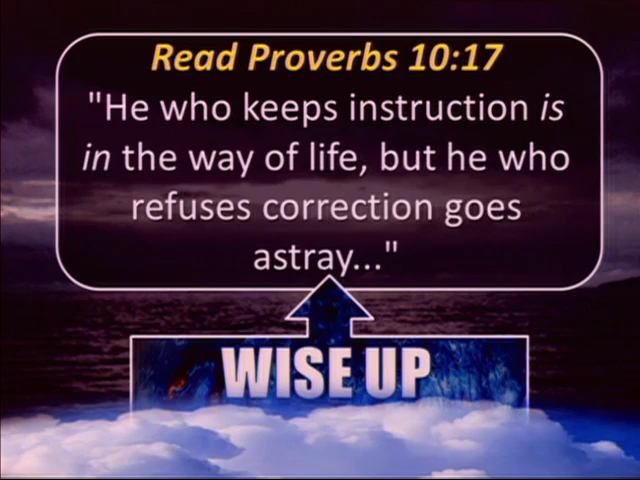 Read Proverbs 10:17
"He who keeps instruction is
in the way of life, but he who
refuses correction goes
astray..."
WISE UP